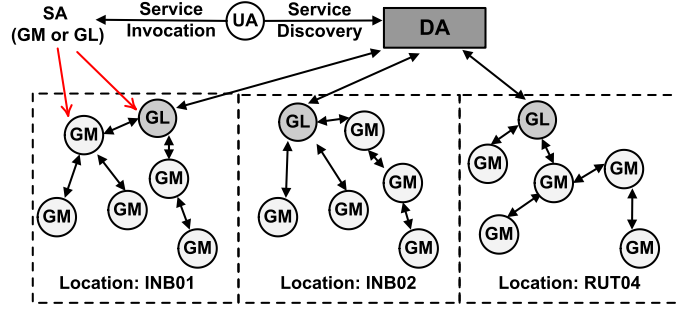 SA
(GM or GL)
Service
Invocation
UA
Service
Discovery
DA
GL
GM
GM
GM
GM
GM
Location: INB01
GL
GM
GM
GM
GM
GM
Location: INB02
GL
GM
GM
GM
GM
GM
Location: RUT04